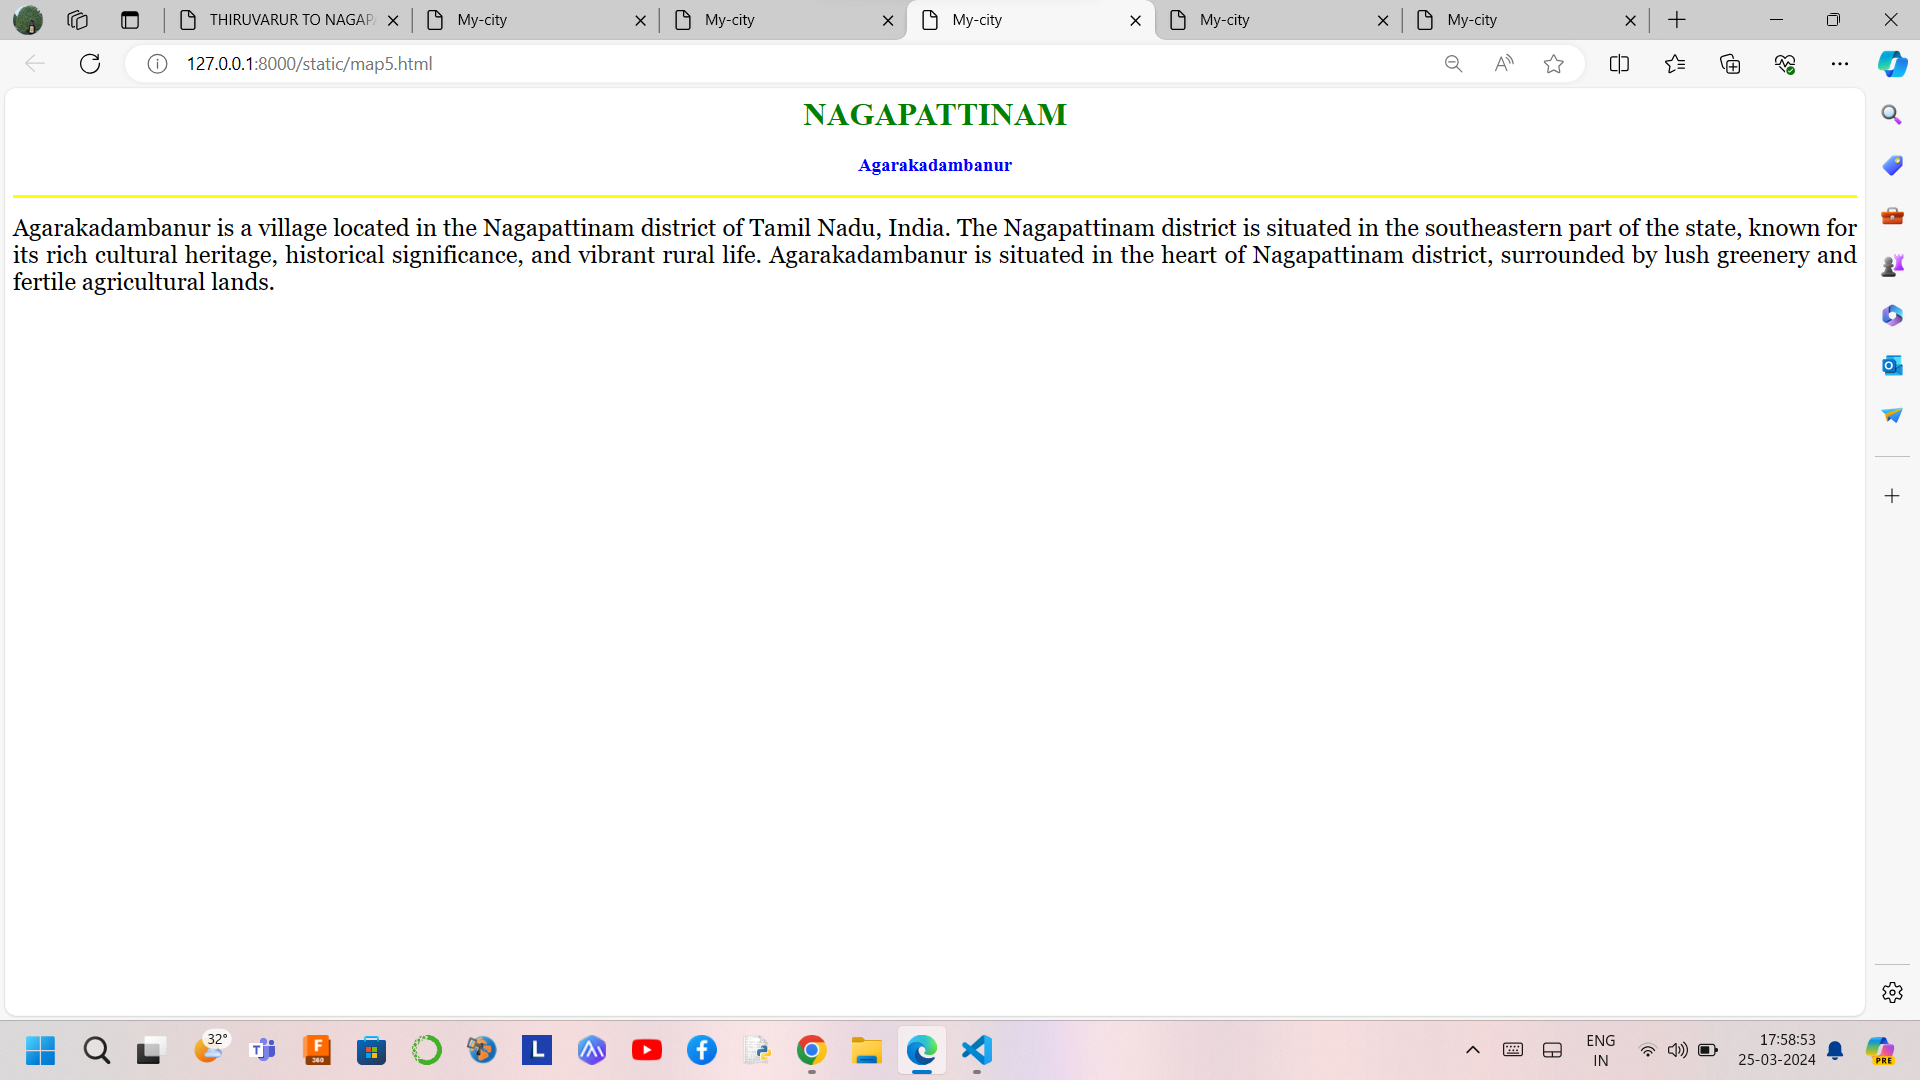 THIRUVARUR TO NAGAP
My-city
My-city
My-city
My-city
My-city
127.0.0.1:8000/static/map5.html
NAGAPATTINAM
Agarakadambanur
Agarakadambanur is a village located in the Nagapattinam district of Tamil Nadu, India. The Nagapattinam district is situated in the southeastern part of the state, known for
its rich cultural heritage, historical significance, and vibrant rural life. Agarakadambanur is situated in the heart of Nagapattinam district, surrounded by lush greenery and
fertile agricultural lands.
32°
F
360
L
ENG
IN
17:58:53
25-03-2024
PRE